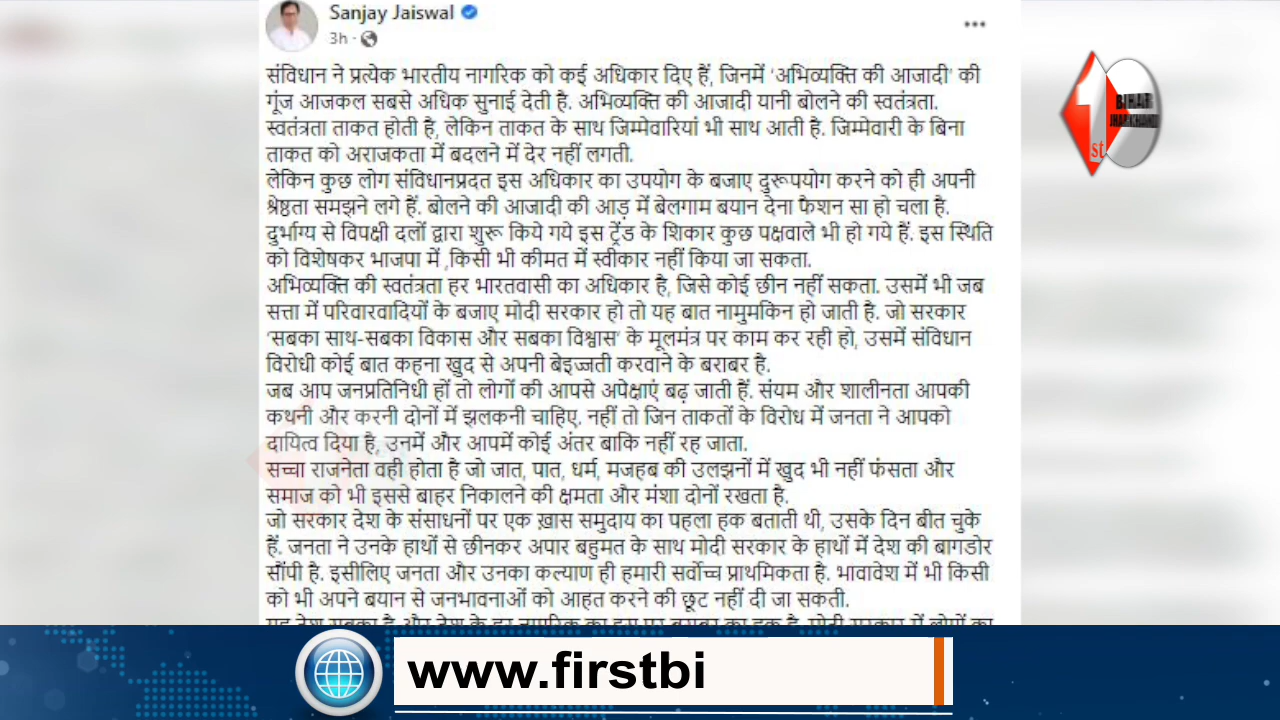 Sanjay Jaiswal
3h ·
संविधान ने प्रत्येक भारतीय नागरिक को कई अधिकार दिए हैं, जिनमें 'अभिव्यक्ति की आजादी' की
गूंज आजकल सबसे अधिक सुनाई देती है. अभिव्यक्ति की आजादी यानी बोलने की स्वतंत्रता.
स्वतंत्रता ताकत होती है, लेकिन ताकत के साथ जिम्मेवारियां भी साथ आती है. जिम्मेवारी के बिना
ताकत को अराजकता में बदलने में देर नहीं लगती.
लेकिन कुछ लोग संविधानप्रदत इस अधिकार का उपयोग के बजाए दुरूपयोग करने को ही अपनी
श्रेष्ठता समझने लगे हैं. बोलने की आजादी की आड़ में बेलगाम बयान देना फैशन सा हो चला है.
दुर्भाग्य से विपक्षी दलों द्वारा शुरू किये गये इस ट्रेंड के शिकार कुछ पक्षवाले भी हो गये हैं. इस स्थिति
को विशेषकर भाजपा में ,किसी भी कीमत में स्वीकार नहीं किया जा सकता.
अभिव्यक्ति की स्वतंत्रता हर भारतवासी का अधिकार है, जिसे कोई छीन नहीं सकता. उसमें भी जब
सत्ता में परिवारवादियों के बजाए मोदी सरकार हो तो यह बात नामुमकिन हो जाती है. जो सरकार
'सबका साथ-सबका विकास और सबका विश्वास' के मूलमंत्र पर काम कर रही हो, उसमें संविधान
विरोधी कोई बात कहना खुद से अपनी बेइज्जती करवाने के बराबर है.
जब आप जनप्रतिनिधी हों तो लोगों की आपसे अपेक्षाएं बढ़ जाती हैं. संयम और शालीनता आपकी
कथनी और करनी दोनों में झलकनी चाहिए. नहीं तो जिन ताकतों के विरोध में जनता ने आपको
दायित्व दिया है, उनमें और आपमें कोई अंतर बाकि नहीं रह जाता.
सच्चा राजनेता वही होता है जो जात, पात, धर्म, मजहब की उलझनों में खुद भी नहीं फंसता और
समाज को भी इससे बाहर निकालने की क्षमता और मंशा दोनों रखता है.
जो सरकार देश के संसाधनों पर एक ख़ास समुदाय का पहला हक बताती थी, उसके दिन बीत चुके
हैं. जनता ने उनके हाथों से छीनकर अपार बहुमत के साथ मोदी सरकार के हाथों में देश की बागडोर
सौंपी है. इसीलिए जनता और उनका कल्याण ही हमारी सर्वोच्च प्राथमिकता है. भावावेश में भी किसी
को भी अपने बयान से जनभावनाओं को आहत करने की छूट नहीं दी जा सकती.
1st
BIHAR
JHARKHAND
www.firstbi